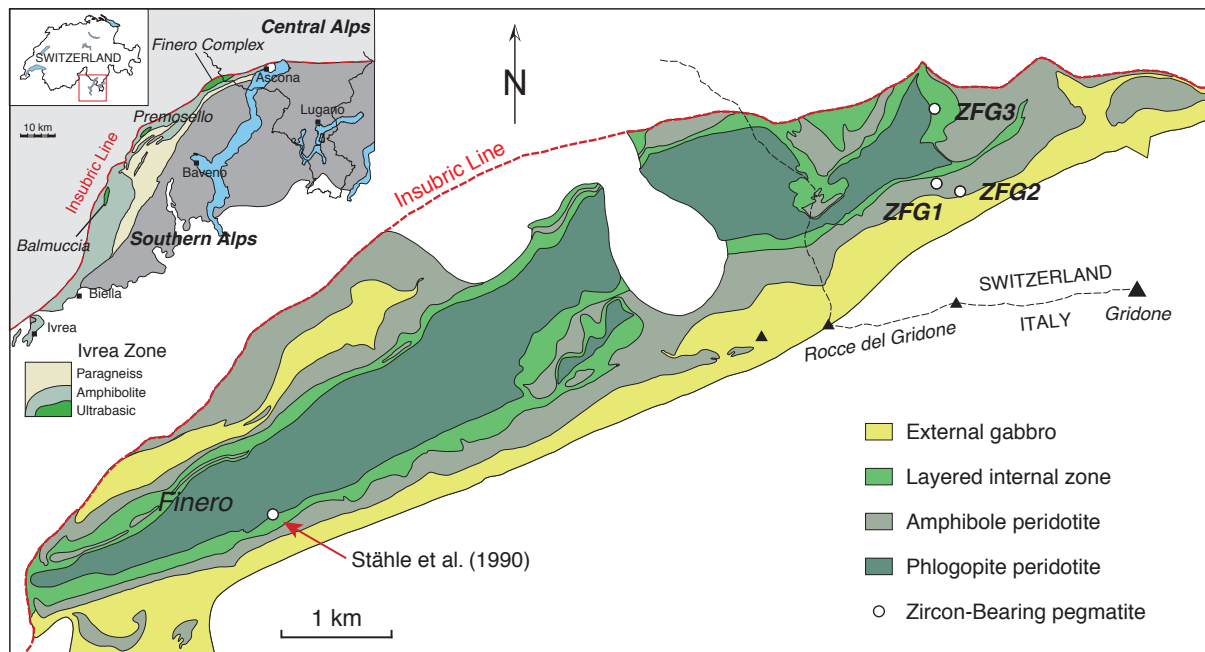 SWITZERLAND
Central Alps
Finero Complex
Ascona
Lugano
10 km
Premosello
Insubric Line
Baveno
Balmuccia
Southern Alps
Biella
Ivrea
Ivrea Zone
Paragneiss
Amphibolite
Ultrabasic
N
Insubric Line
ZFG3
ZFG1
ZFG2
SWITZERLAND
ITALY
Gridone
Rocce del Gridone
Finero
Stähle et al. (1990)
1 km
External gabbro
Layered internal zone
Amphibole peridotite
Phlogopite peridotite
Zircon-Bearing pegmatite